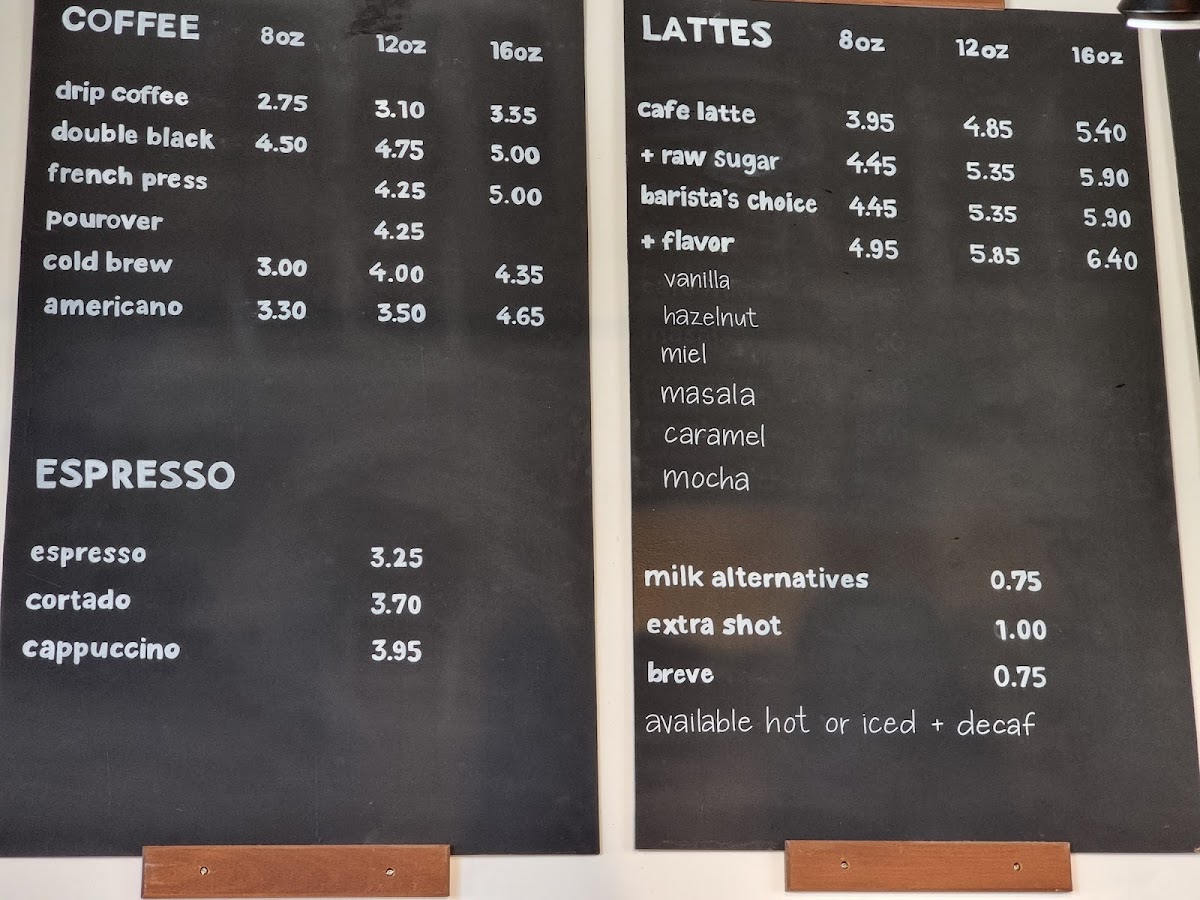 COFFEE 8oz 12oz 16oz
drip coffee 2.75 3.10 3.35
double black 4.50 4.75 5.00
french press 4.25 5.00
pourover 4.25
cold brew 3.00 4.00 4.35
americano 3.30 3.50 4.65
ESPRESSO
espresso 3.25
cortado 3.70
cappuccino 3.95
LATTES 8oz 12oz 16oz
cafe latte 3.95 4.85 5.40
+ raw sugar 4.45 5.35 5.90
barista's choice 4.45 5.35 5.90
+ flavor 4.95 5.85 6.40
vanilla
hazelnut
miel
masala
caramel
mocha
milk alternatives 0.75
extra shot 1.00
breve 0.75
available hot or iced + decaf